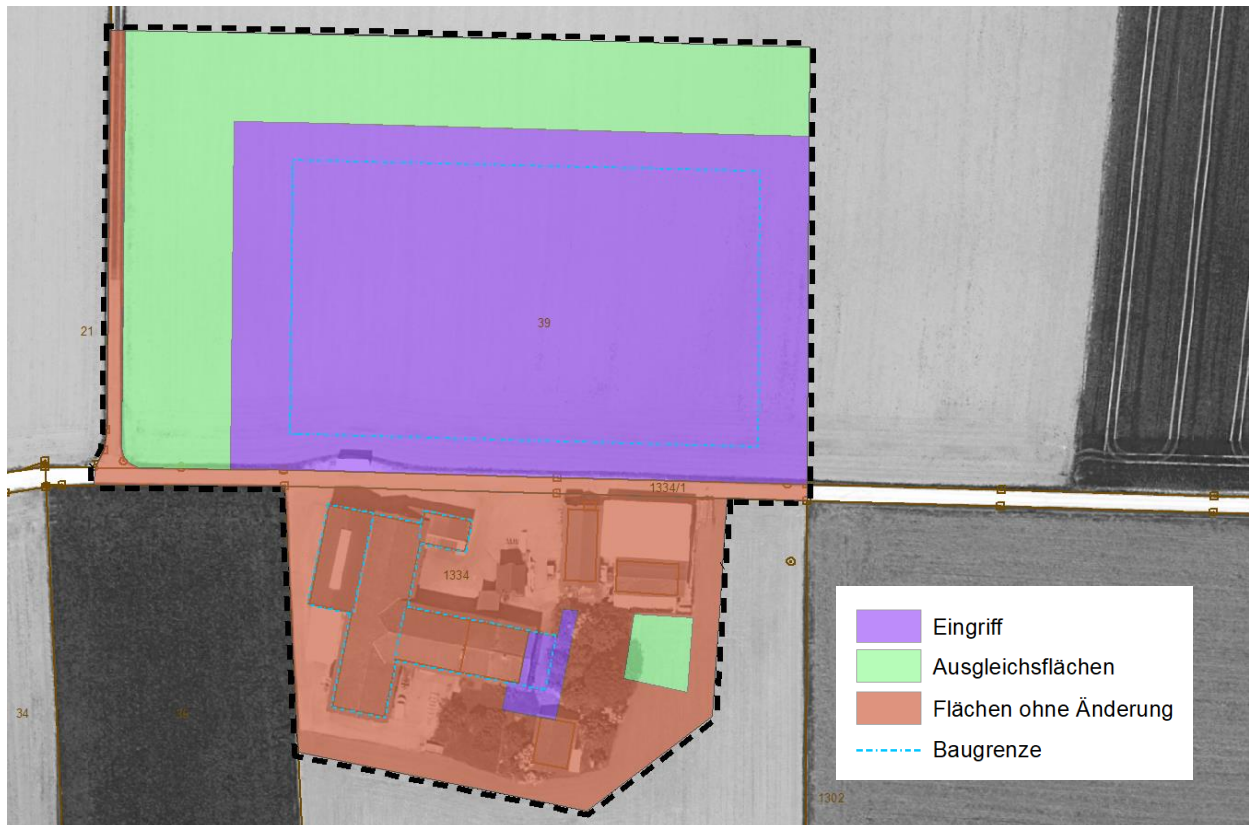 21
39
1334/1
1334
34
1302
Eingriff
Ausgleichsflächen
Flächen ohne Änderung
Baugrenze